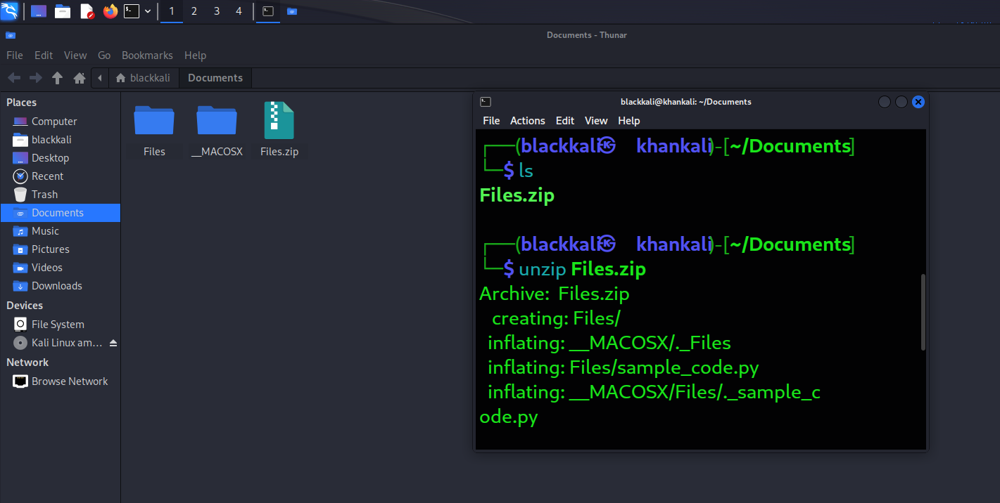 1 2 3 4
Documents - Thunar
File Edit View Go Bookmarks Help
blackkali Documents
Places
Computer
blackkali
Desktop
Recent
Trash
Documents
Music
Pictures
Videos
Downloads
Devices
File System
Kali Linux am...
Network
Browse Network
Files
__MACOSX
Files.zip
blackkali@khankali: ~/Documents
File Actions Edit View Help
┌──(blackkali㉿ khankali)-[~/Documents]
└─$ ls
Files.zip
┌──(blackkali㉿ khankali)-[~/Documents]
└─$ unzip Files.zip
Archive:  Files.zip
creating: Files/
inflating: __MACOSX/._Files
inflating: Files/sample_code.py
inflating: __MACOSX/Files/._sample_c
ode.py